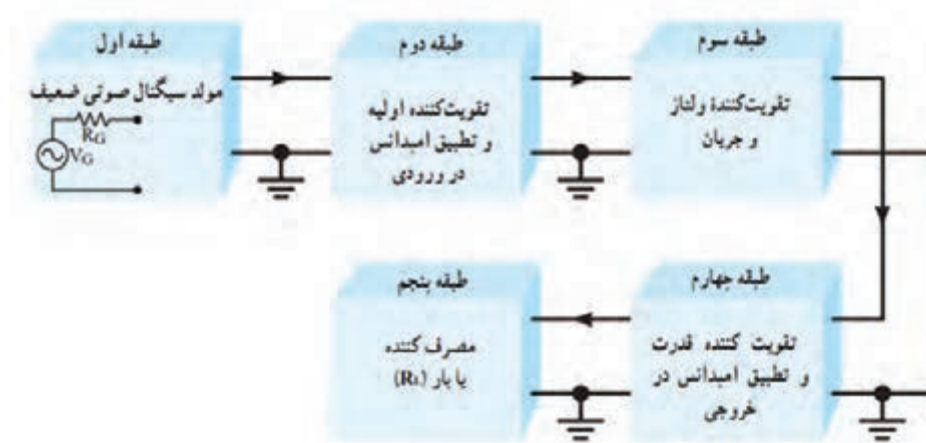 طبقه اول
مولد سیگنال صوتی ضعیف
RG
VG
طبقه دوم
تقویت‌کننده اولیه
و تطبیق امپدانس
در ورودی
طبقه سوم
تقویت‌کنندهٔ ولتاژ
و جریان
طبقه چهارم
تقویت کننده قدرت
و تطبیق امپدانس در
خروجی
طبقه پنجم
مصرف کننده
یا بار (RL)